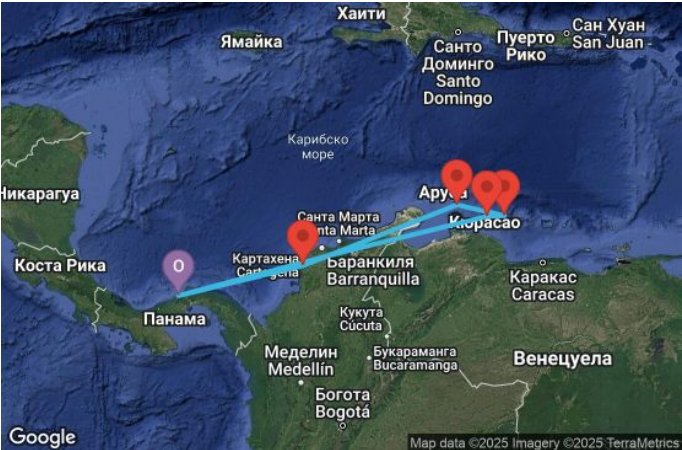 Хаити
Ямайка
Санто
Доминго
Santo
Domingo
Пуерто
Рико
Сан Хуан
San Juan
Карибско
море
Никарагуа
Аруба
Кюрасао
Санта Марта
Santa Marta
Картахена
Cartagena
Коста Рика
O
Баранкиля
Barranquilla
Каракас
Caracas
Панама
Кукута
Cúcuta
Меделин
Medellín
Букараманга
Bucaramanga
Венецуела
Богота
Bogotá
Google
Map data ©2025 Imagery ©2025 TerraMetrics